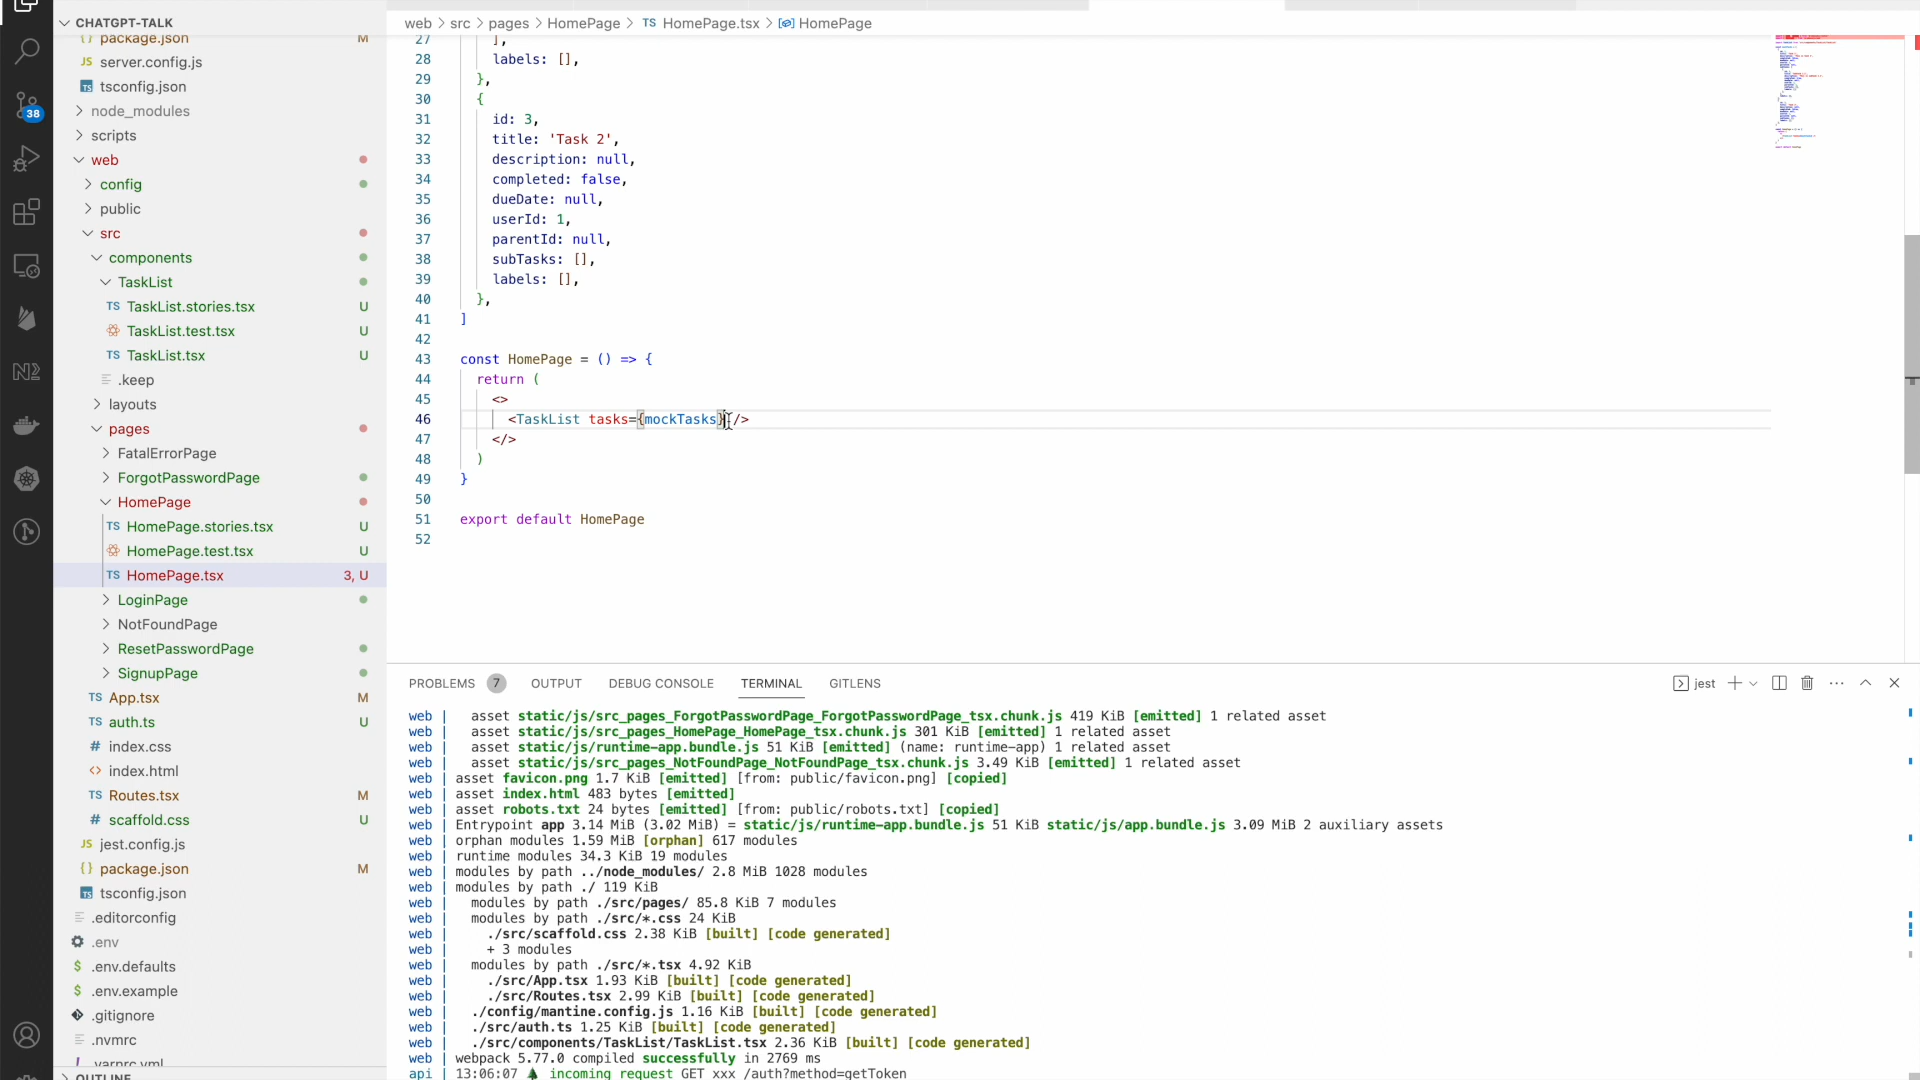 CHATGPT-TALK
package.json M
JS server.config.js
tsconfig.json
node_modules
scripts
web
config
public
src
components
TaskList
TS TaskList.stories.tsx U
TaskList.test.tsx U
TS TaskList.tsx U
.keep
layouts
pages
FatalErrorPage
ForgotPasswordPage
HomePage
TS HomePage.stories.tsx U
HomePage.test.tsx U
TS HomePage.tsx 3, U
LoginPage
NotFoundPage
ResetPasswordPage
SignupPage
TS App.tsx M
TS auth.ts U
# index.css
<> index.html
TS Routes.tsx M
# scaffold.css U
JS jest.config.js
{} package.json M
tsconfig.json
.editorconfig
.env
$ .env.defaults
$ .env.example
.gitignore
.nvmrc
! .yarnrc.yml
OUTLINE
38
web > src > pages > HomePage > TS HomePage.tsx > HomePage
27 ],
28 labels: [],
29 },
30 {
31 id: 3,
32 title: 'Task 2',
33 description: null,
34 completed: false,
35 dueDate: null,
36 userId: 1,
37 parentId: null,
38 subTasks: [],
39 labels: [],
40 },
41 ]
42
43 const HomePage = () => {
44 return (
45 <>
46 <TaskList tasks={mockTasks} />
47 </>
48 )
49 }
50
51 export default HomePage
52
PROBLEMS 7 OUTPUT DEBUG CONSOLE TERMINAL GITLENS jest
web | asset static/js/src_pages_ForgotPasswordPage_ForgotPasswordPage_tsx.chunk.js 419 KiB [emitted] 1 related asset
web | asset static/js/src_pages_HomePage_HomePage_tsx.chunk.js 301 KiB [emitted] 1 related asset
web | asset static/js/runtime-app.bundle.js 51 KiB [emitted] (name: runtime-app) 1 related asset
web | asset static/js/src_pages_NotFoundPage_NotFoundPage_tsx.chunk.js 3.49 KiB [emitted] 1 related asset
web | asset favicon.png 1.7 KiB [emitted] [from: public/favicon.png] [copied]
web | asset index.html 483 bytes [emitted]
web | asset robots.txt 24 bytes [emitted] [from: public/robots.txt] [copied]
web | Entrypoint app 3.14 MiB (3.02 MiB) = static/js/runtime-app.bundle.js 51 KiB static/js/app.bundle.js 3.09 MiB 2 auxiliary assets
web | orphan modules 1.59 MiB [orphan] 617 modules
web | runtime modules 34.3 KiB 19 modules
web | modules by path ../node_modules/ 2.8 MiB 1028 modules
web | modules by path ./ 119 KiB
web | modules by path ./src/pages/ 85.8 KiB 7 modules
web | modules by path ./src/*.css 24 KiB
web | ./src/scaffold.css 2.38 KiB [built] [code generated]
web | + 3 modules
web | modules by path ./src/*.tsx 4.92 KiB
web | ./src/App.tsx 1.93 KiB [built] [code generated]
web | ./src/Routes.tsx 2.99 KiB [built] [code generated]
web | ./config/mantine.config.js 1.16 KiB [built] [code generated]
web | ./src/auth.ts 1.25 KiB [built] [code generated]
web | ./src/components/TaskList/TaskList.tsx 2.36 KiB [built] [code generated]
web | webpack 5.77.0 compiled successfully in 2769 ms
api | 13:06:07 🌲 incoming request GET xxx /auth?method=getToken